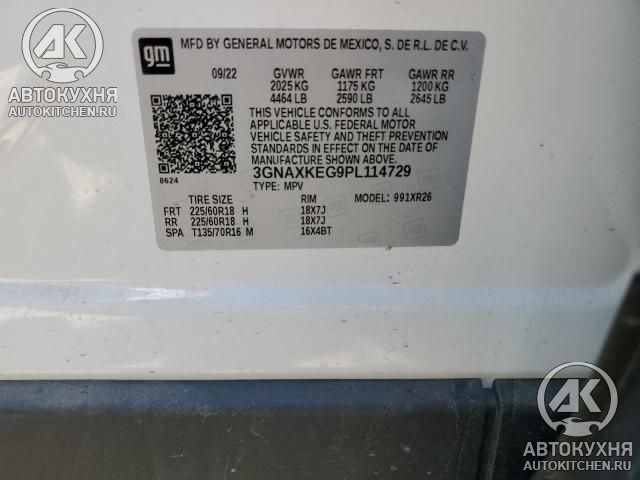 AK
АВТОКУХНЯ
AUTOKITCHEN.RU
gm
MFD BY GENERAL MOTORS DE MEXICO, S. DE R.L. DE C.V.
09/22 GVWR GAWR FRT GAWR RR
2025 KG 1175 KG 1200 KG
4464 LB 2590 LB 2645 LB
THIS VEHICLE CONFORMS TO ALL
APPLICABLE U.S. FEDERAL MOTOR
VEHICLE SAFETY AND THEFT PREVENTION
STANDARDS IN EFFECT ON THE DATE OF
MANUFACTURE SHOWN ABOVE.
3GNAXKEG9PL114729
8624 TYPE: MPV
TIRE SIZE RIM MODEL: 991XR26
FRT 225/60R18 H 18X7J
RR 225/60R18 H 18X7J
SPA T135/70R16 M 16X4BT
AK
АВТОКУХНЯ
AUTOKITCHEN.RU